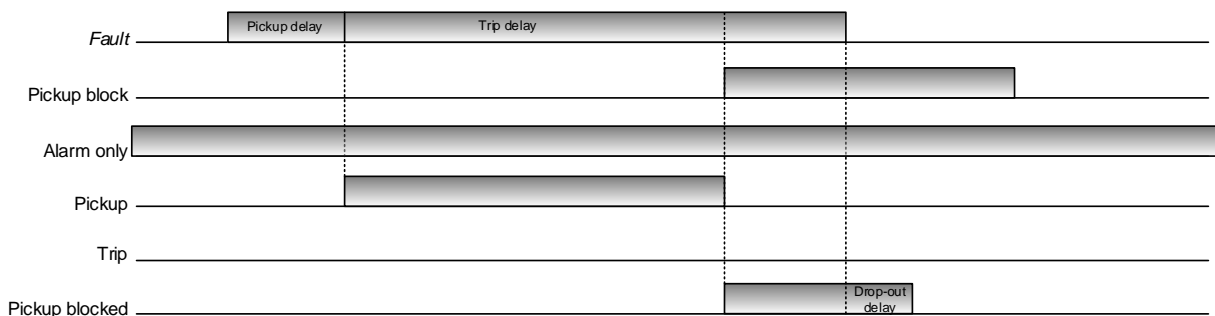 Fault
Pickup delay
Trip delay
Pickup block
Alarm only
Pickup
Trip
Pickup blocked
Drop-out
delay